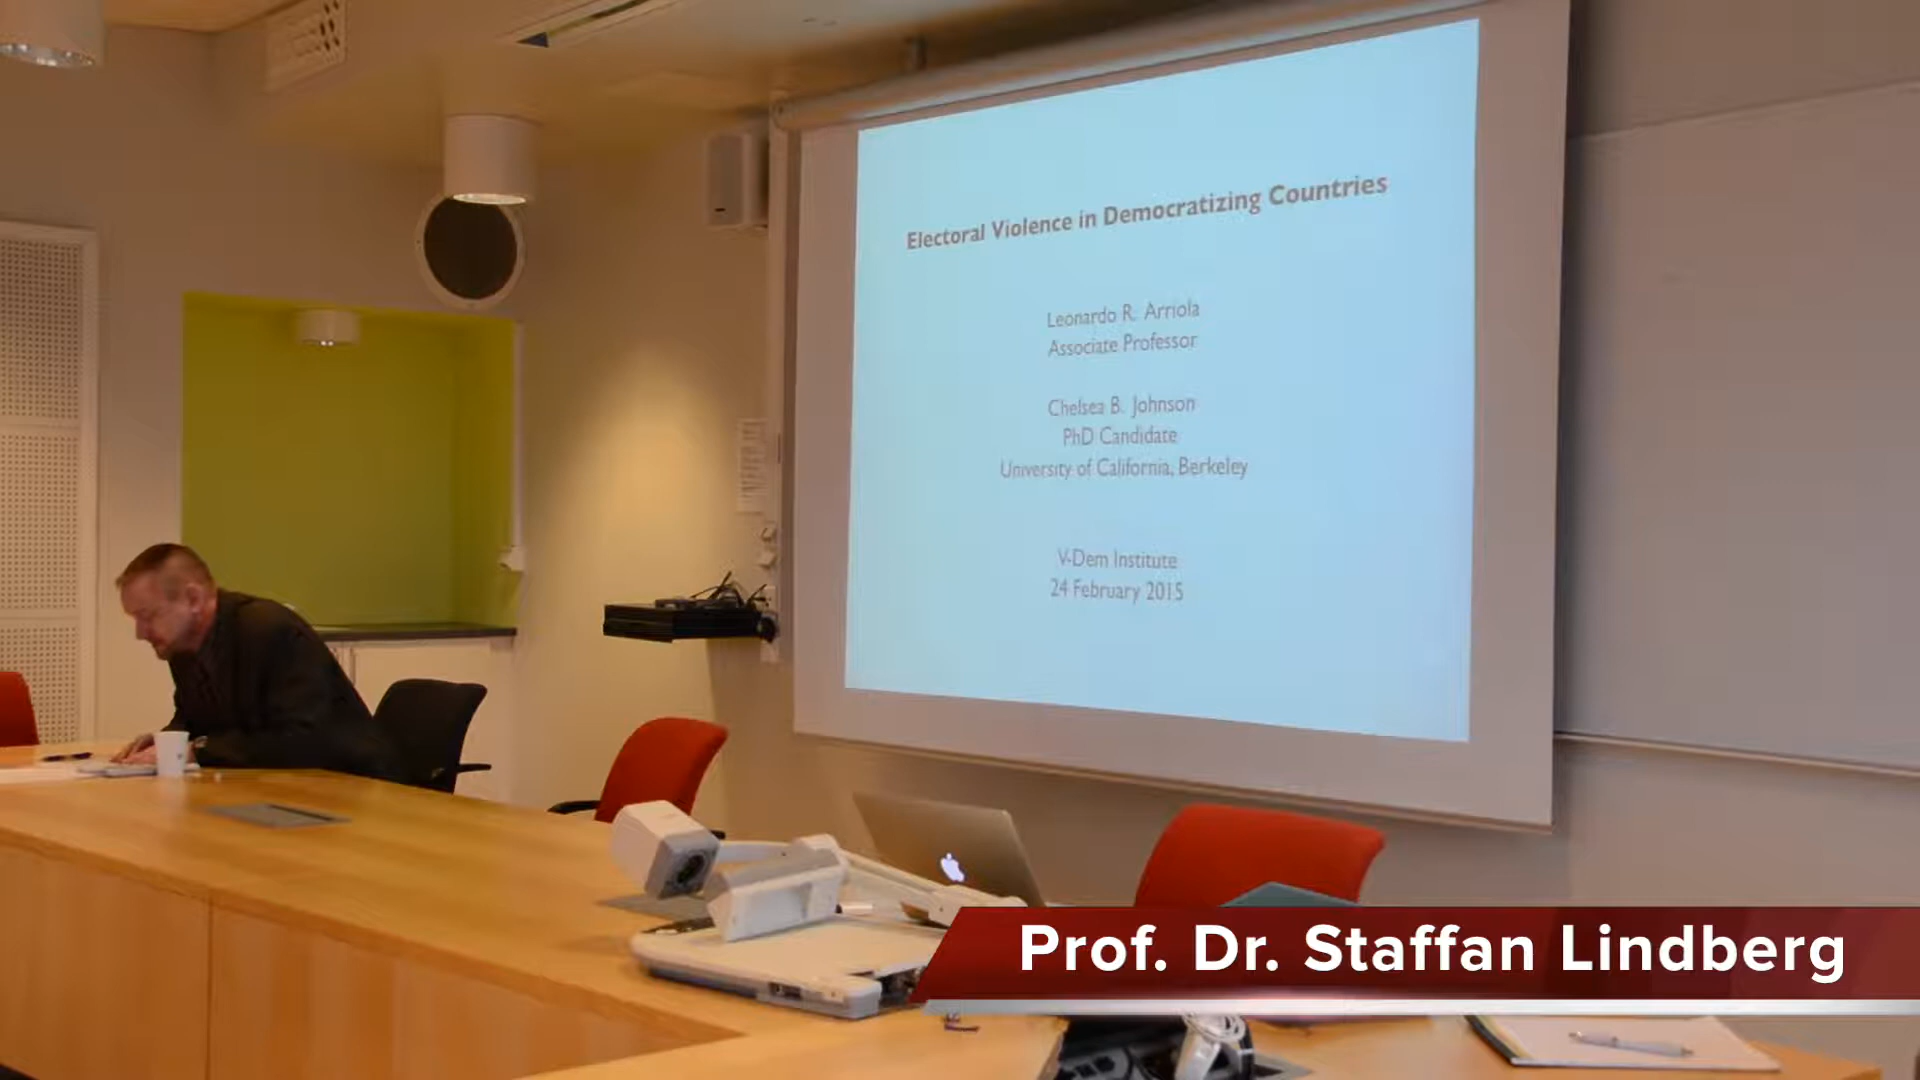 Electoral Violence in Democratizing Countries
Leonardo R. Arriola
Associate Professor
Chelsea B. Johnson
PhD Candidate
University of California, Berkeley
V-Dem Institute
24 February 2015
Prof. Dr. Staffan Lindberg